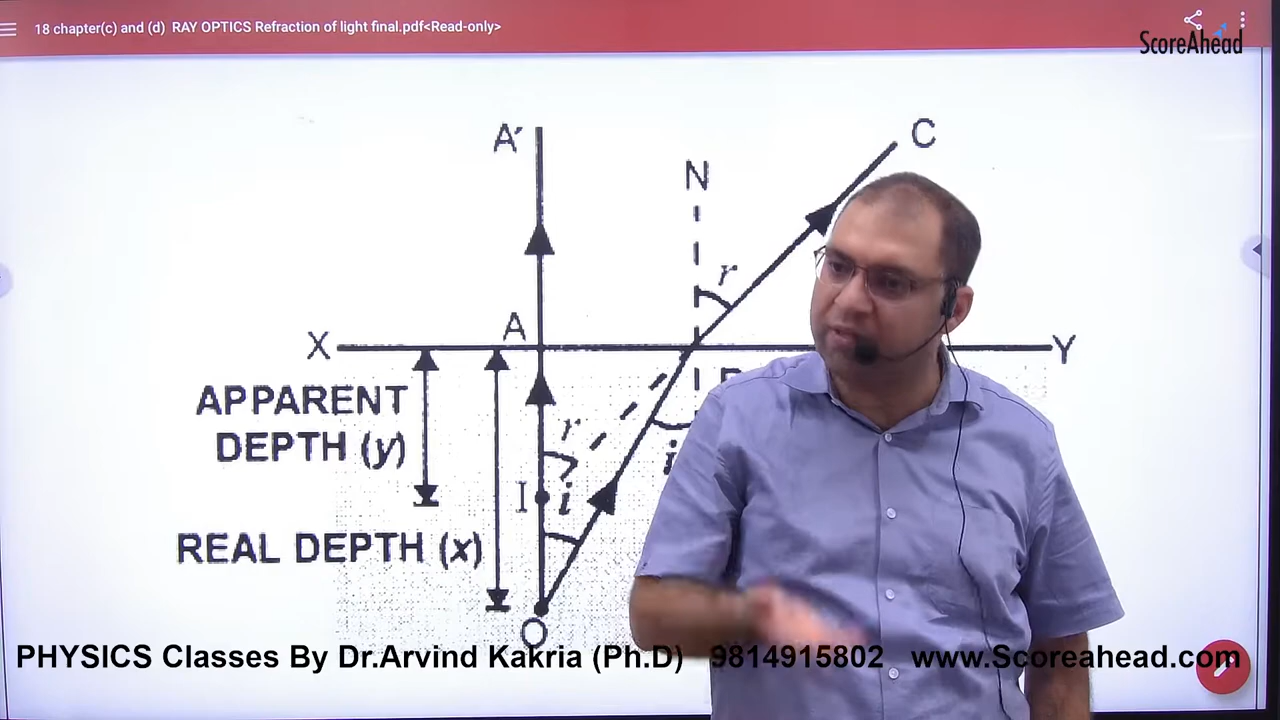 18 chapter(c) and (d) RAY OPTICS Refraction of light final.pdf<Read-only>
ScoreAhead
A'
N
C
r
X
A
Y
APPARENT
DEPTH (y)
r
i
I
i
REAL DEPTH (x)
O
PHYSICS Classes By Dr.Arvind Kakria (Ph.D) 9814915802 www.Scoreahead.com